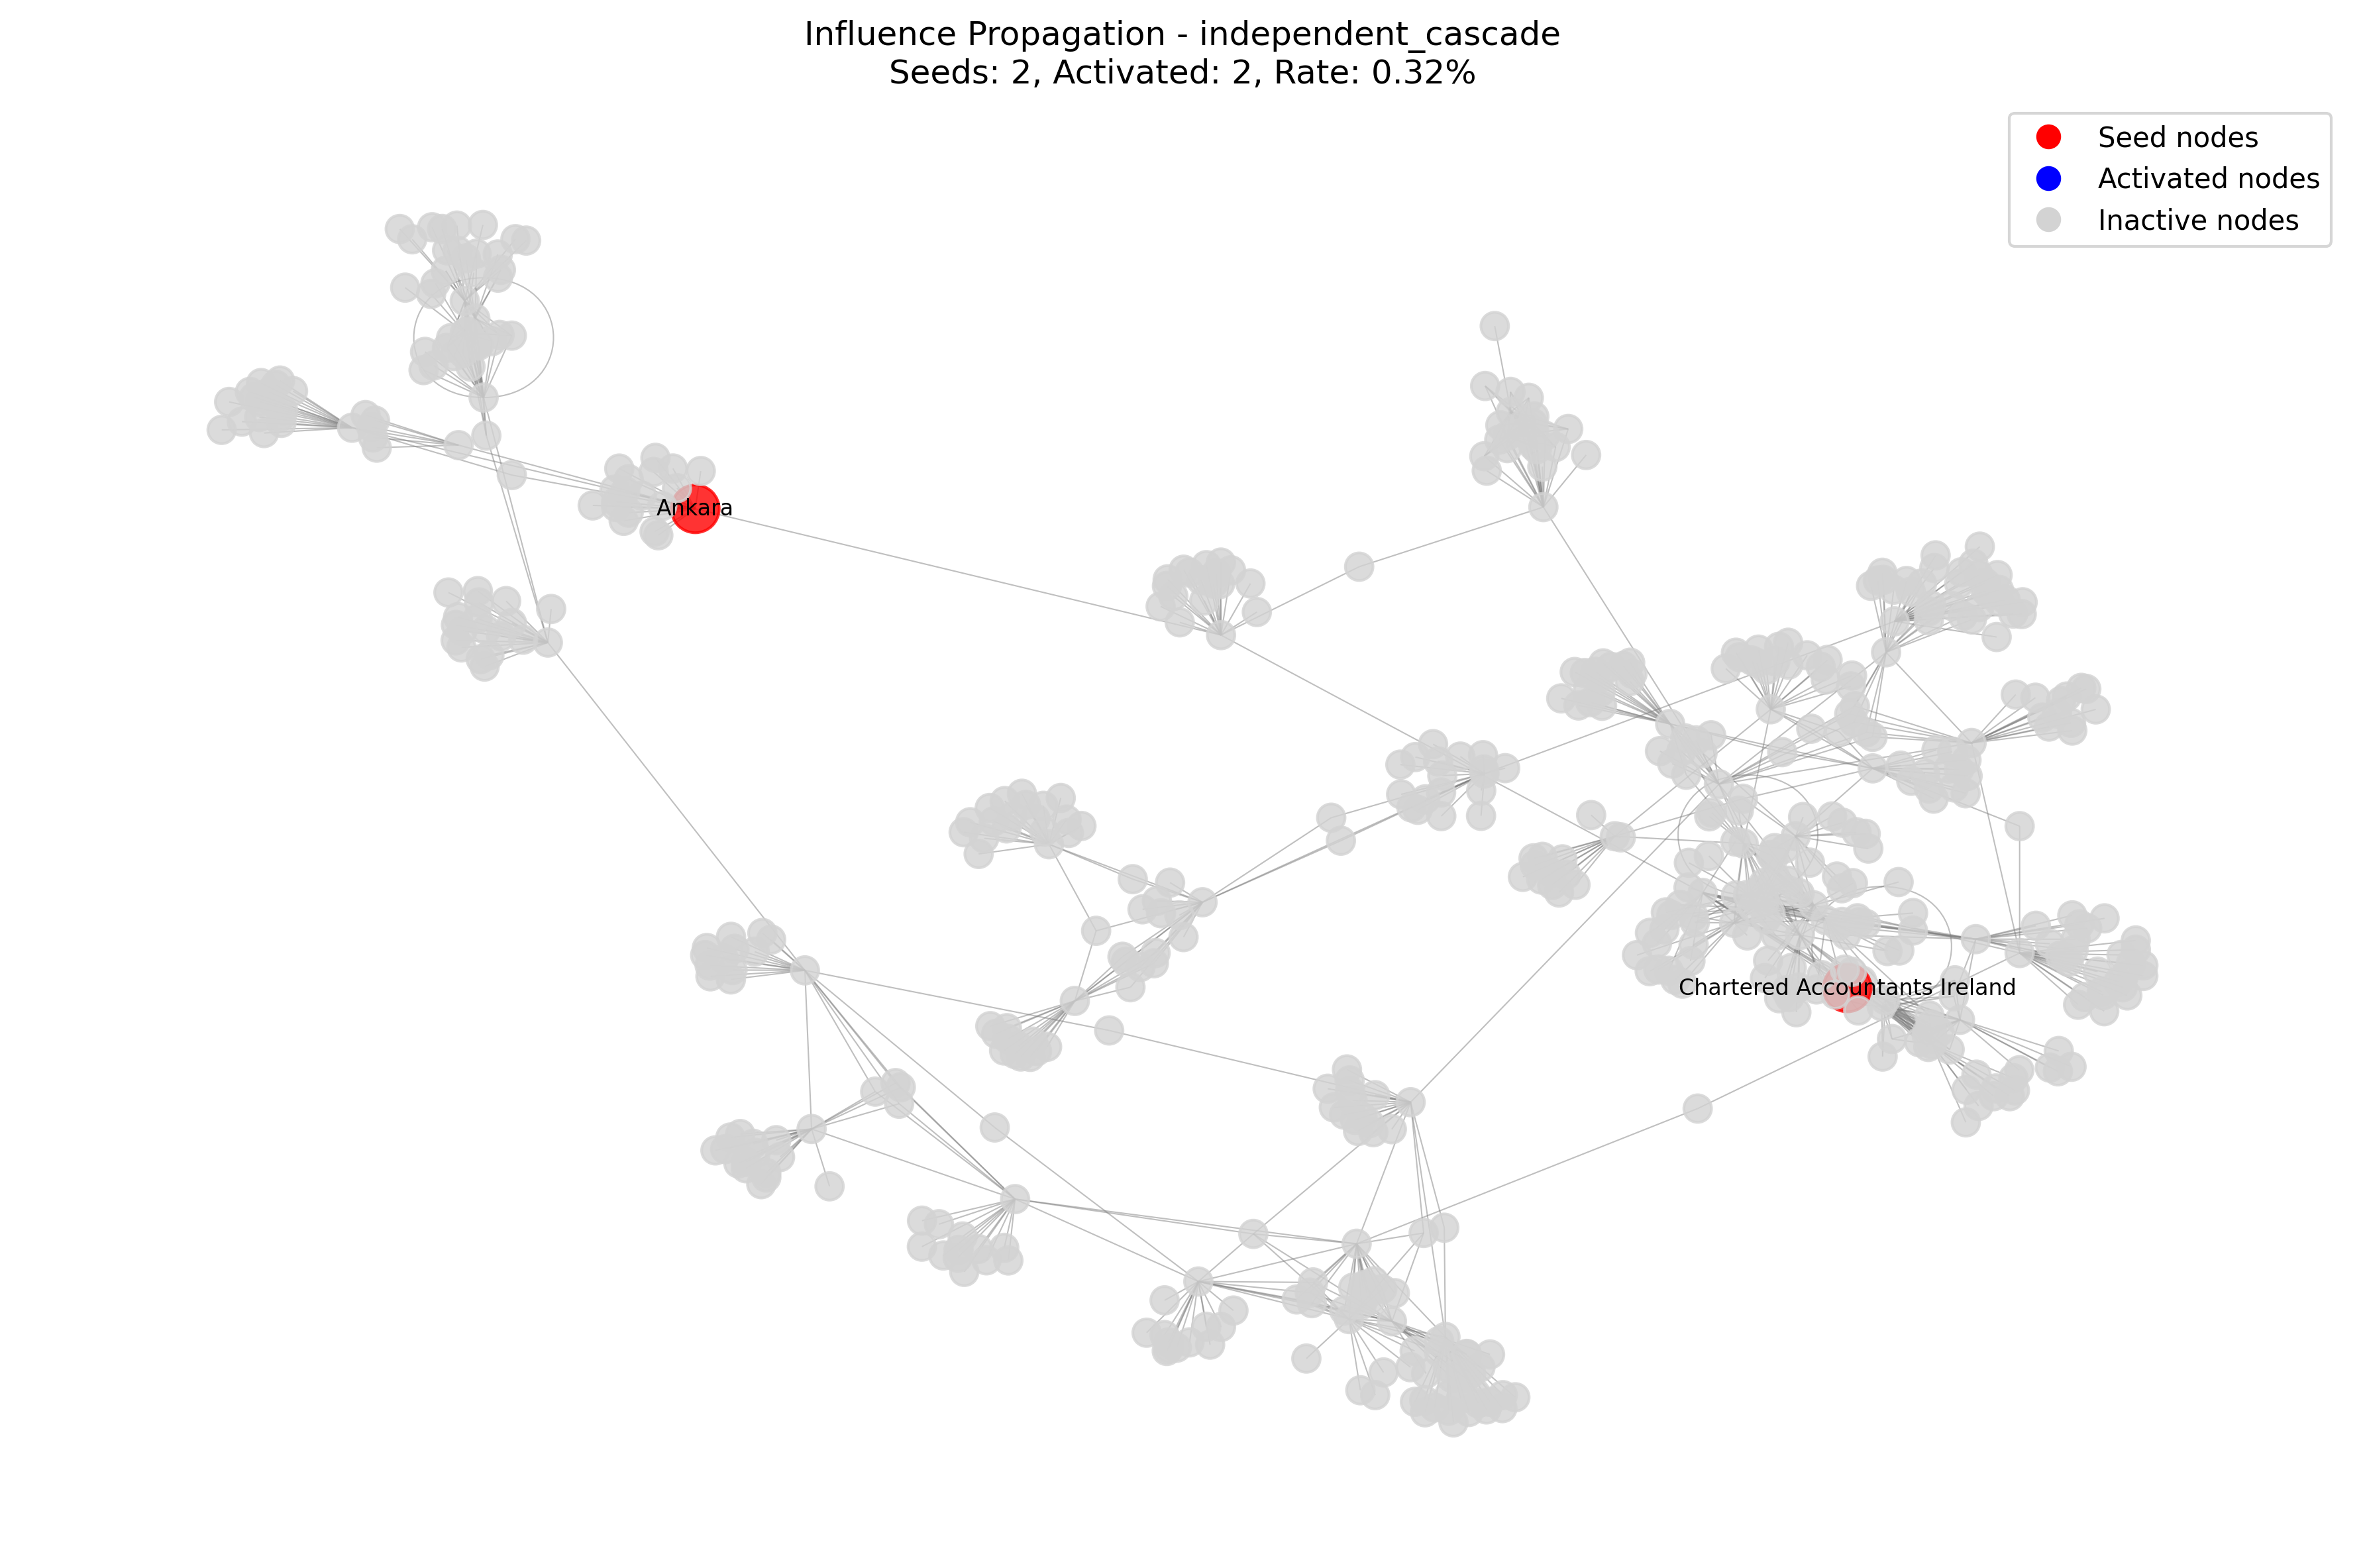 Influence Propagation - independent_cascade
Seeds: 2, Activated: 2, Rate: 0.32%
Seed nodes
Activated nodes
Inactive nodes
Ankara
Chartered Accountants Ireland